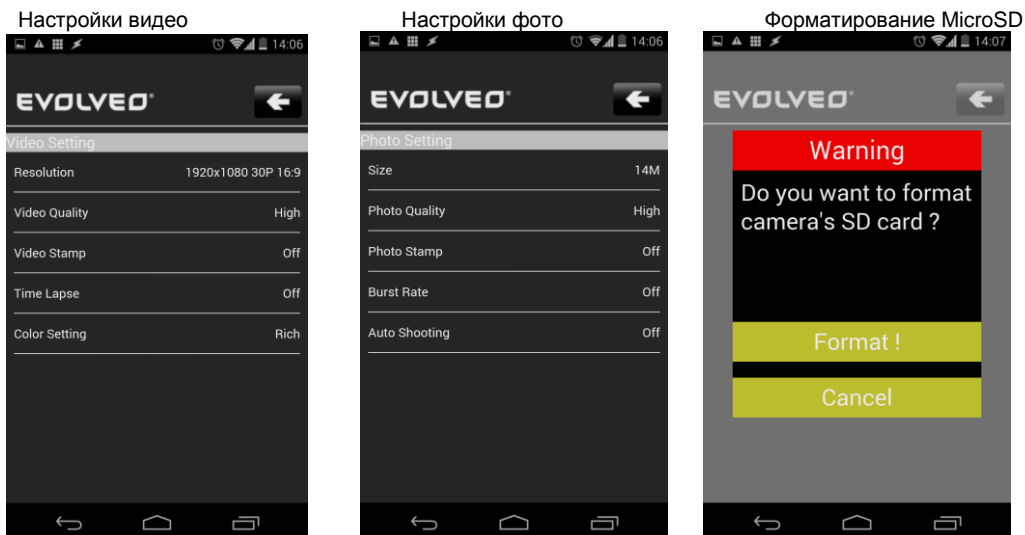 Настройки видео
14:06
EVOLVEO
Video Setting
Resolution 1920x1080 30P 16:9
Video Quality High
Video Stamp Off
Time Lapse Off
Color Setting Rich
Настройки фото
14:06
EVOLVEO
Photo Setting
Size 14M
Photo Quality High
Photo Stamp Off
Burst Rate Off
Auto Shooting Off
Форматирование MicroSD
14:07
EVOLVEO
Warning
Do you want to format
camera's SD card ?
Format !
Cancel